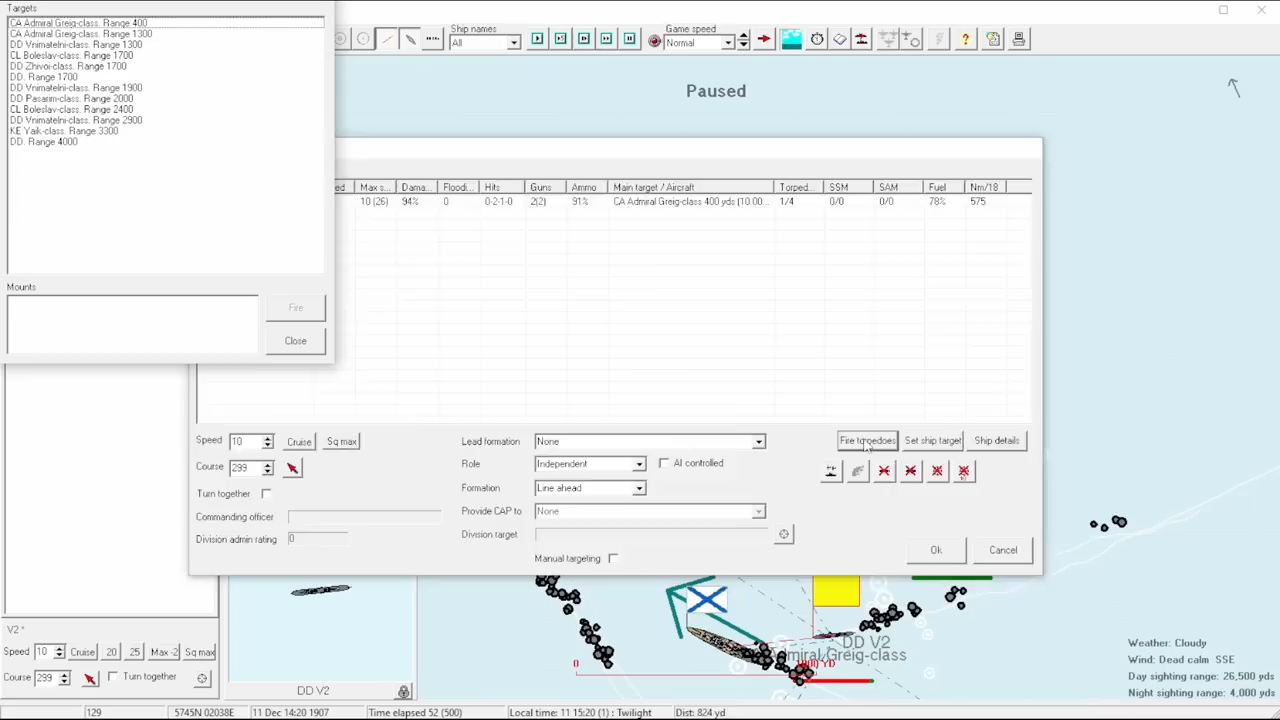 Targets
CA Admiral Greig-class. Range 400
CA Admiral Greig-class. Range 1300
DD Vnimatelni-class. Range 1300
CL Boleslav-class. Range 1700
DD Zhivoi-class. Range 1700
DD. Range 1700
DD Vnimatelni-class. Range 1900
DD Pasarim-class. Range 2000
CL Boleslav-class. Range 2400
DD Vnimatelni-class. Range 2900
KE Yaik-class. Range 3300
DD. Range 4000
Mounts
Fire
Close
Ship names
All
Game speed
Normal
Paused
ed Max s... Dama... Floodi... Hits Guns Ammo Main target / Aircraft Torped... SSM SAM Fuel Nm/18
10 (26) 94% 0 0-2-1-0 2(2) 91% CA Admiral Greig-class 400 yds (10.00... 1/4 0/0 0/0 78% 575
Speed 10 Cruise Sq max
Course 299
Turn together
Commanding officer
Division admin rating 0
Lead formation None
Role Independent AI controlled
Formation Line ahead
Provide CAP to None
Division target
Manual targeting
Fire torpedoes Set ship target Ship details
Ok Cancel
V2 *
Speed 10 Cruise 20 25 Max -2 Sq max
Course 299 Turn together
DD V2
0
DD V2
Admiral Greig-class
YD
Weather: Cloudy
Wind: Dead calm SSE
Day sighting range: 26,500 yds
Night sighting range: 4,000 yds
129 5745N 02038E 11 Dec 14:20 1907 Time elapsed 52 (500) Local time: 11 15:20 (1) : Twilight Dist: 824 yd